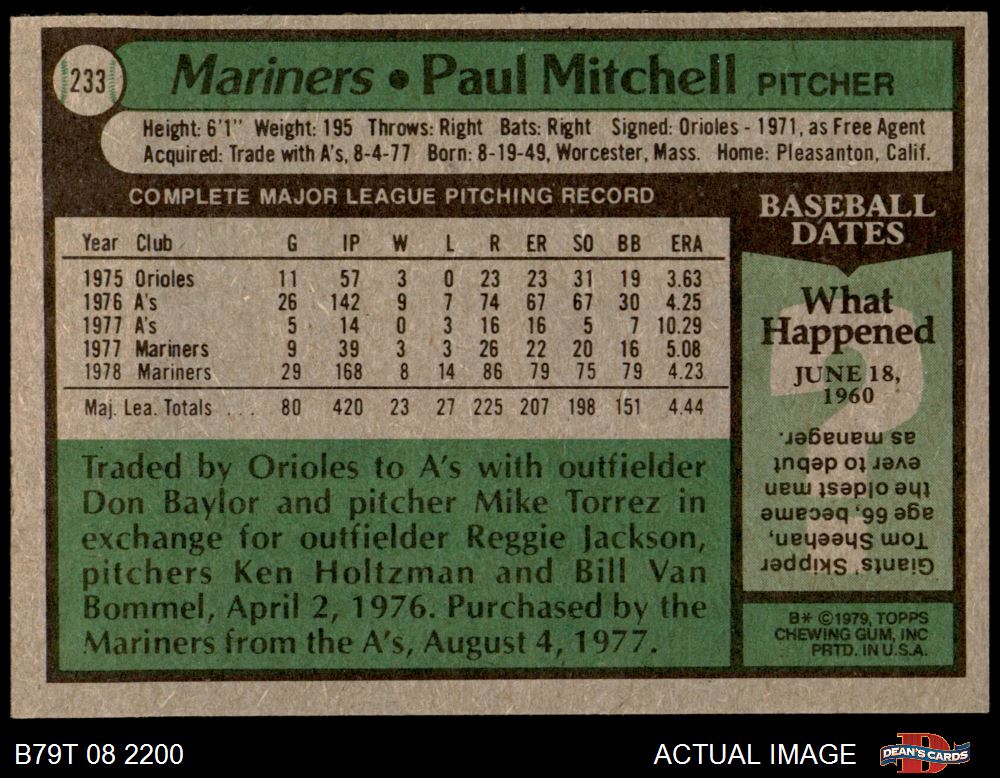 233
Mariners • Paul Mitchell PITCHER
Height: 6'1" Weight: 195 Throws: Right Bats: Right Signed: Orioles - 1971, as Free Agent
Acquired: Trade with A's, 8-4-77 Born: 8-19-49, Worcester, Mass. Home: Pleasanton, Calif.
COMPLETE MAJOR LEAGUE PITCHING RECORD
Year Club G IP W L R ER SO BB ERA
1975 Orioles 11 57 3 0 23 23 31 19 3.63
1976 A's 26 142 9 7 74 67 67 30 4.25
1977 A's 5 14 0 3 16 16 5 7 10.29
1977 Mariners 9 39 3 3 26 22 20 16 5.08
1978 Mariners 29 168 8 14 86 79 75 79 4.23
Maj. Lea. Totals . . . 80 420 23 27 225 207 198 151 4.44
Traded by Orioles to A's with outfielder
Don Baylor and pitcher Mike Torrez in
exchange for outfielder Reggie Jackson,
pitchers Ken Holtzman and Bill Van
Bommel, April 2, 1976. Purchased by the
Mariners from the A's, August 4, 1977.
BASEBALL
DATES
What
Happened
JUNE 18,
1960
Giants' Skipper
Tom Sheehan,
age 66, became
the oldest man
ever to debut
as manager.
B* ©1979, TOPPS
CHEWING GUM, INC
PRTD. IN U.S.A.
B79T 08 2200
ACTUAL IMAGE
DEAN'S CARDS